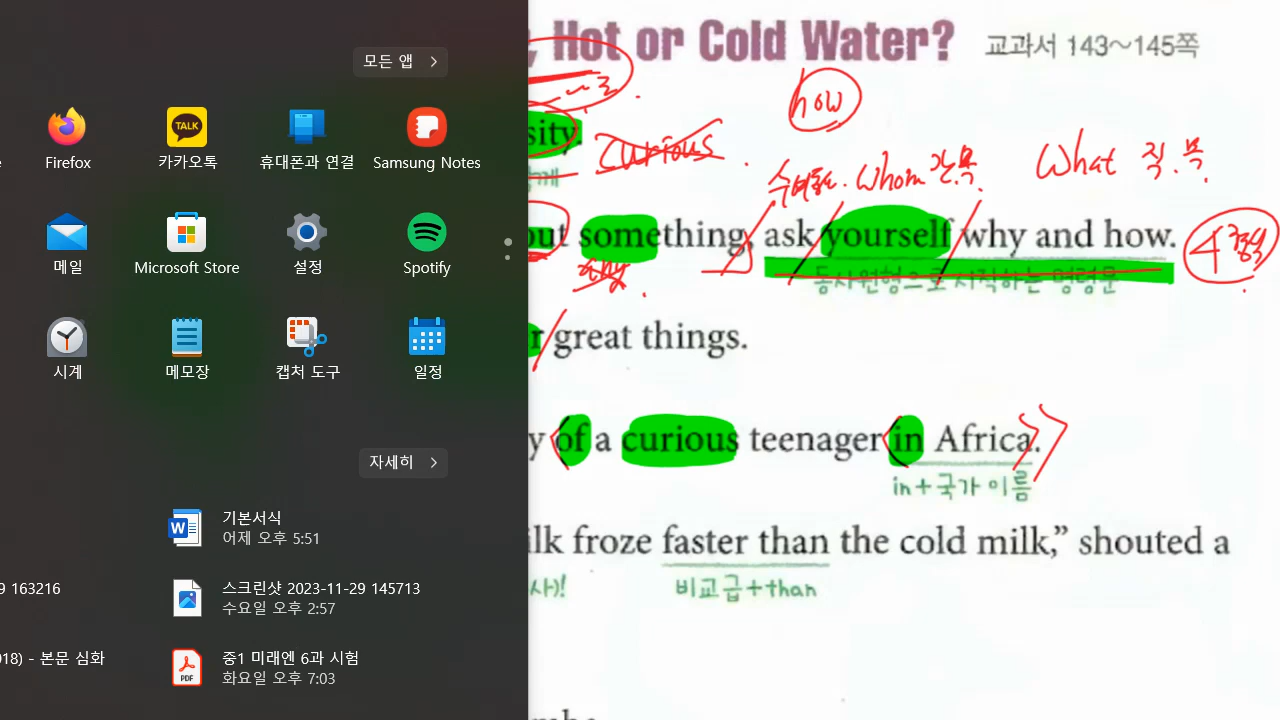 모든 앱
Firefox
카카오톡
휴대폰과 연결
Samsung Notes
메일
Microsoft Store
설정
Spotify
시계
메모장
캡처 도구
일정
자세히
기본서식
어제 오후 5:51
9 163216
스크린샷 2023-11-29 145713
수요일 오후 2:57
018) - 본문 심화
중1 미래엔 6과 시험
화요일 오후 7:03
, Hot or Cold Water? 교과서 143~145쪽
how
sity. curious
수여동. Whom 간.목. What 직.목.
out something, ask yourself why and how. 4형식
any 동사원형으로 시작하는 명령문
r great things.
y of a curious teenager in Africa.
in+국가 이름
ilk froze faster than the cold milk,” shouted a
사)! 비교급+than